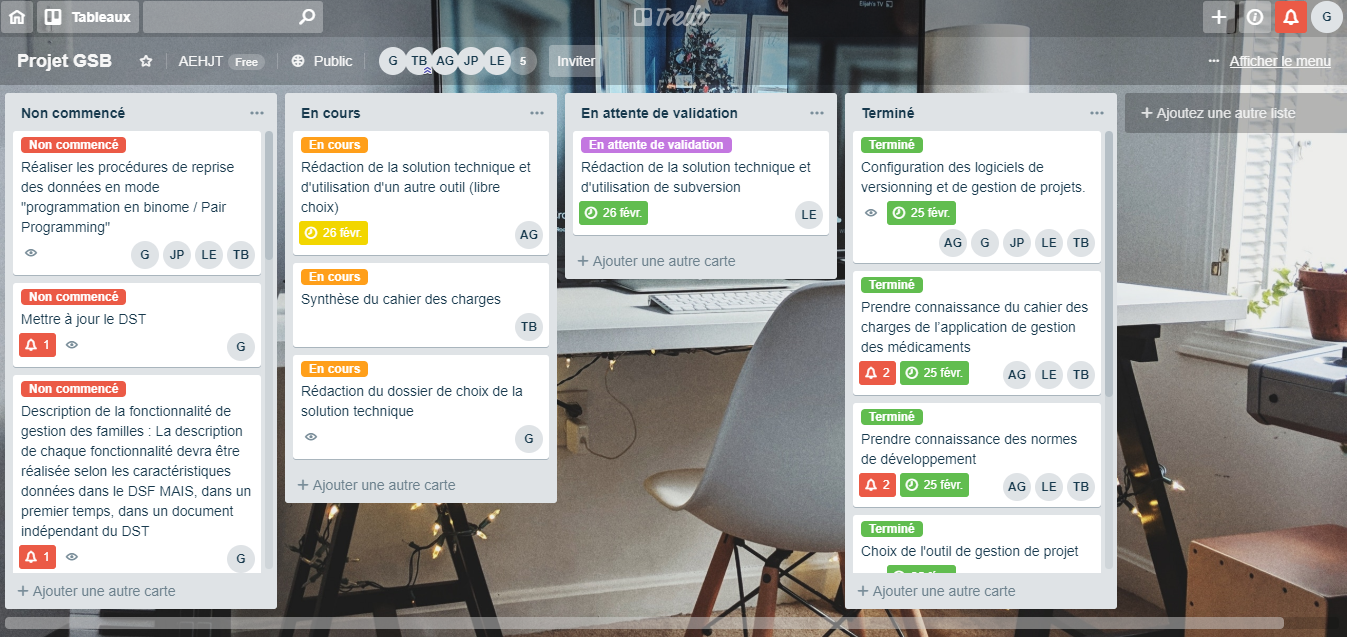 Tableaux
Trello
G
Projet GSB
AEHJT Free
Public
G TB AG JP LE 5
Inviter
Afficher le menu
Non commencé
Non commencé
Réaliser les procédures de reprise
des données en mode
"programmation en binome / Pair
Programming"
G JP LE TB
Non commencé
Mettre à jour le DST
1
G
Non commencé
Description de la fonctionnalité de
gestion des familles : La description
de chaque fonctionnalité devra être
réalisée selon les caractéristiques
données dans le DSF MAIS, dans un
premier temps, dans un document
indépendant du DST
1
G
+ Ajouter une autre carte
En cours
En cours
Rédaction de la solution technique et
d'utilisation d'un autre outil (libre
choix)
26 févr.
AG
En cours
Synthèse du cahier des charges
TB
En cours
Rédaction du dossier de choix de la
solution technique
G
+ Ajouter une autre carte
En attente de validation
En attente de validation
Rédaction de la solution technique et
d'utilisation de subversion
26 févr.
LE
+ Ajouter une autre carte
Terminé
Terminé
Configuration des logiciels de
versionning et de gestion de projets.
25 févr.
AG G JP LE TB
Terminé
Prendre connaissance du cahier des
charges de l'application de gestion
des médicaments
2 25 févr.
AG LE TB
Terminé
Prendre connaissance des normes
de développement
2 25 févr.
AG LE TB
Terminé
Choix de l'outil de gestion de projet
+ Ajouter une autre carte
+ Ajoutez une autre liste